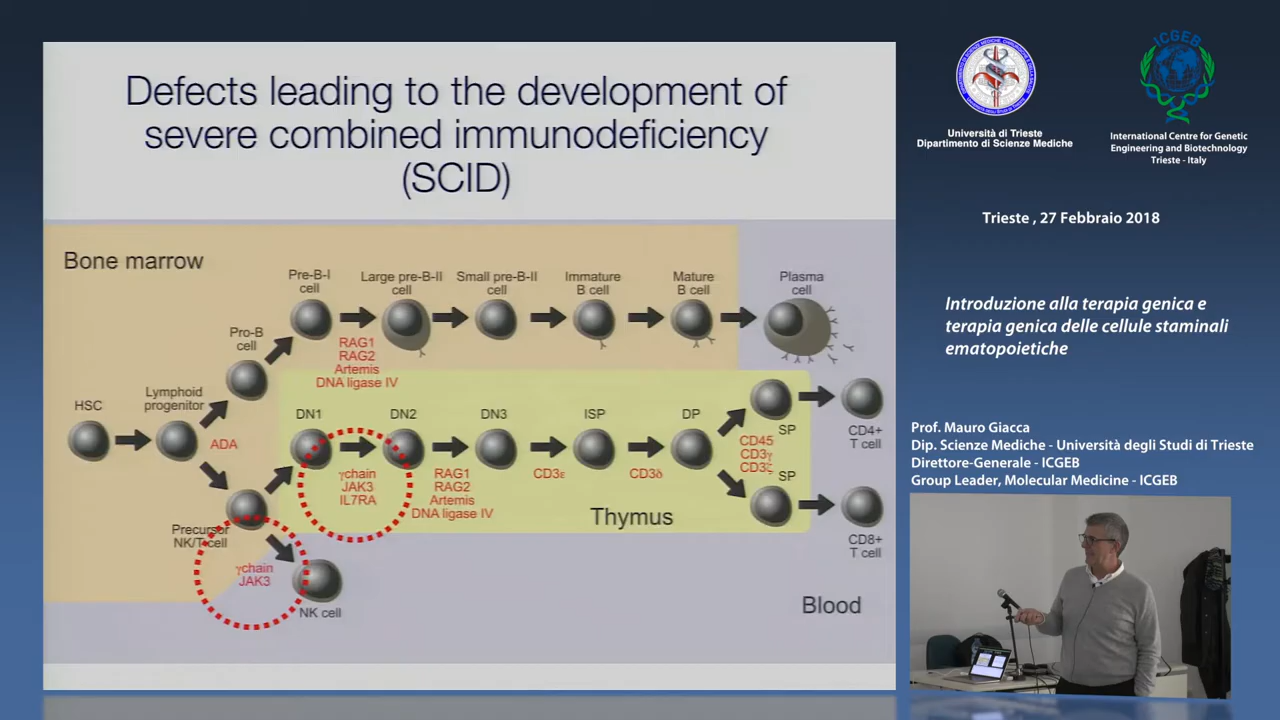 Defects leading to the development of
severe combined immunodeficiency
(SCID)
Bone marrow
Pre-B-I
cell
Large pre-B-II
cell
Small pre-B-II
cell
Immature
B cell
Mature
B cell
Plasma
cell
Pro-B
cell
RAG1
RAG2
Artemis
DNA ligase IV
HSC
Lymphoid
progenitor
ADA
DN1
DN2
DN3
ISP
DP
SP
CD4+
T cell
γchain
JAK3
IL7RA
RAG1
RAG2
Artemis
DNA ligase IV
CD3ε
CD3δ
CD45
CD3γ
CD3ζ
SP
CD8+
T cell
Thymus
Precursor
NK/T cell
γchain
JAK3
NK cell
Blood
Università di Trieste
Dipartimento di Scienze Mediche
ICGEB
International Centre for Genetic
Engineering and Biotechnology
Trieste - Italy
Trieste , 27 Febbraio 2018
Introduzione alla terapia genica e
terapia genica delle cellule staminali
ematopoietiche
Prof. Mauro Giacca
Dip. Scienze Mediche - Università degli Studi di Trieste
Direttore-Generale - ICGEB
Group Leader, Molecular Medicine - ICGEB